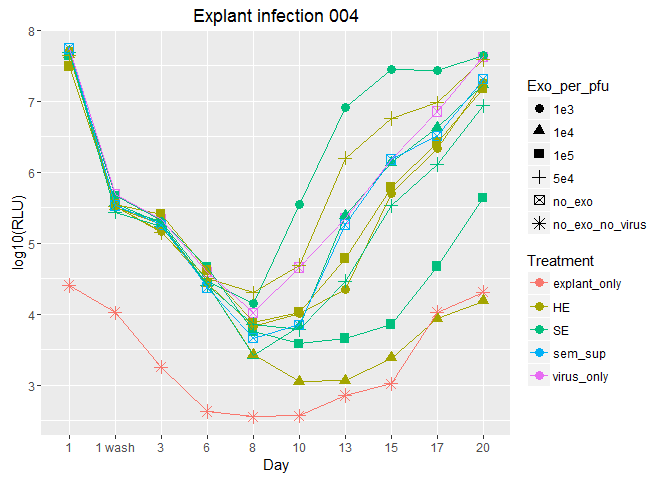 Explant infection 004
8
7
6
5
4
3
log10(RLU)
1 1 wash 3 6 8 10 13 15 17 20
Day
Exo_per_pfu
1e3
1e4
1e5
5e4
no_exo
no_exo_no_virus
Treatment
explant_only
HE
SE
sem_sup
virus_only